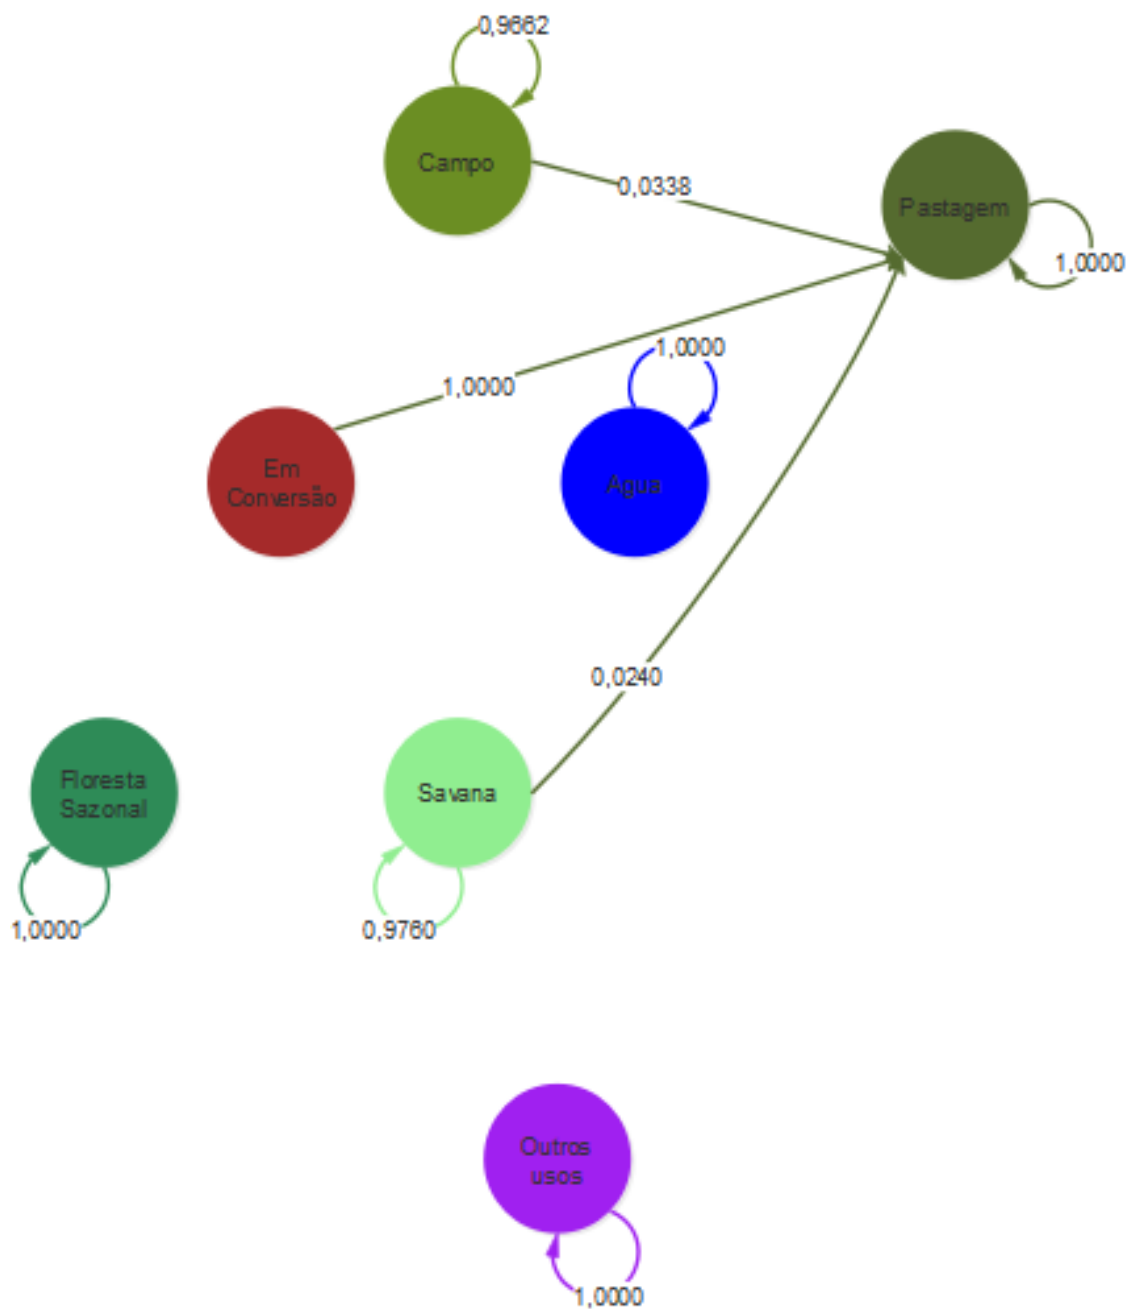 0,9662
Campo
0,0338
Pastagem
1,0000
1,0000
1,0000
Em
Conversão
Agua
0,0240
Floresta
Sazonal
Savana
1,0000
0,9760
Outros
usos
1,0000